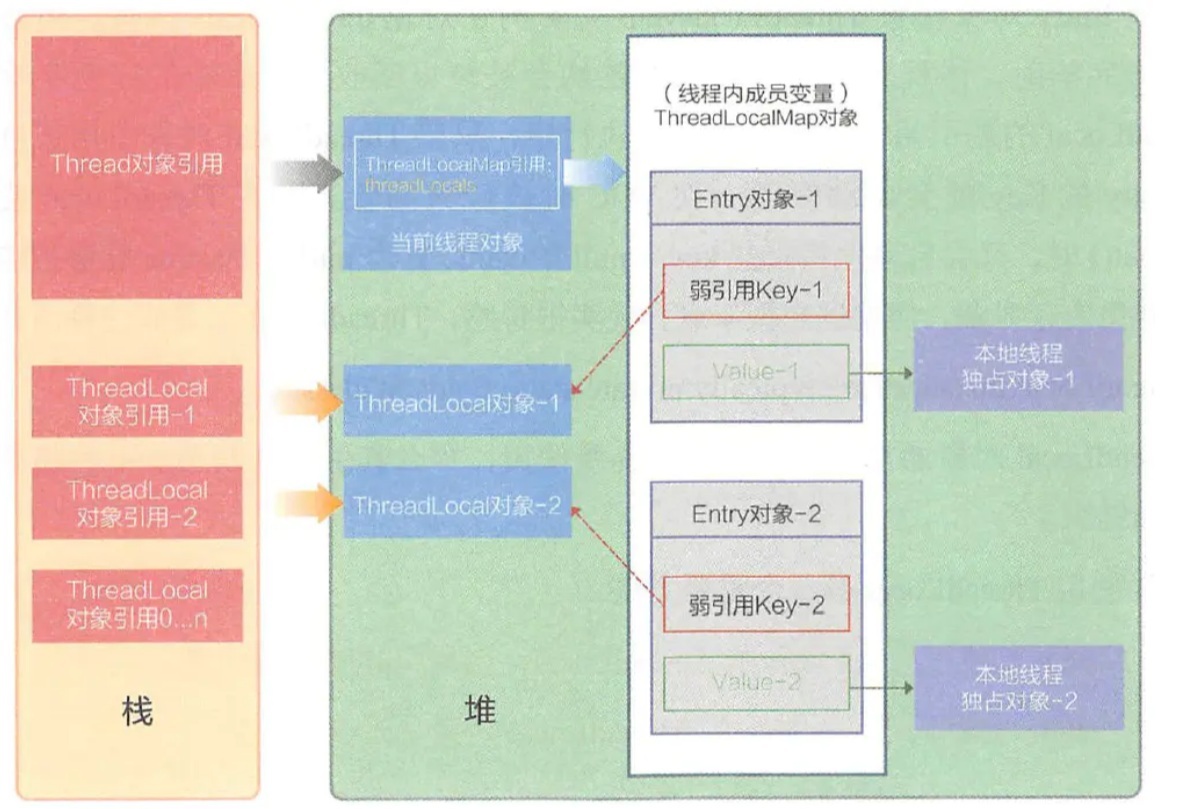 Thread对象引用
ThreadLocal
对象引用-1
ThreadLocal
对象引用-2
ThreadLocal
对象引用0...n
栈
ThreadLocalMap引用:
threadLocals
当前线程对象
ThreadLocal对象-1
ThreadLocal对象-2
堆
(线程内成员变量)
ThreadLocalMap对象
Entry对象-1
弱引用Key-1
Value-1
Entry对象-2
弱引用Key-2
Value-2
本地线程
独占对象-1
本地线程
独占对象-2